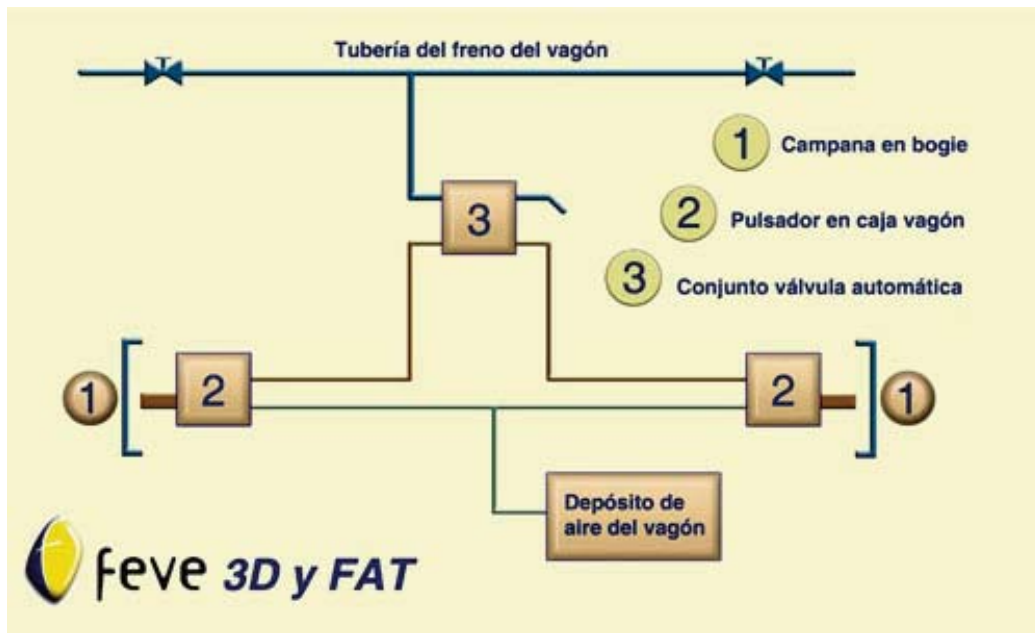 Tubería del freno del vagón
1 Campana en bogie
2 Pulsador en caja vagón
3 Conjunto válvula automática
3
1
2
2
1
Depósito de
aire del vagón
feve 3D y FAT